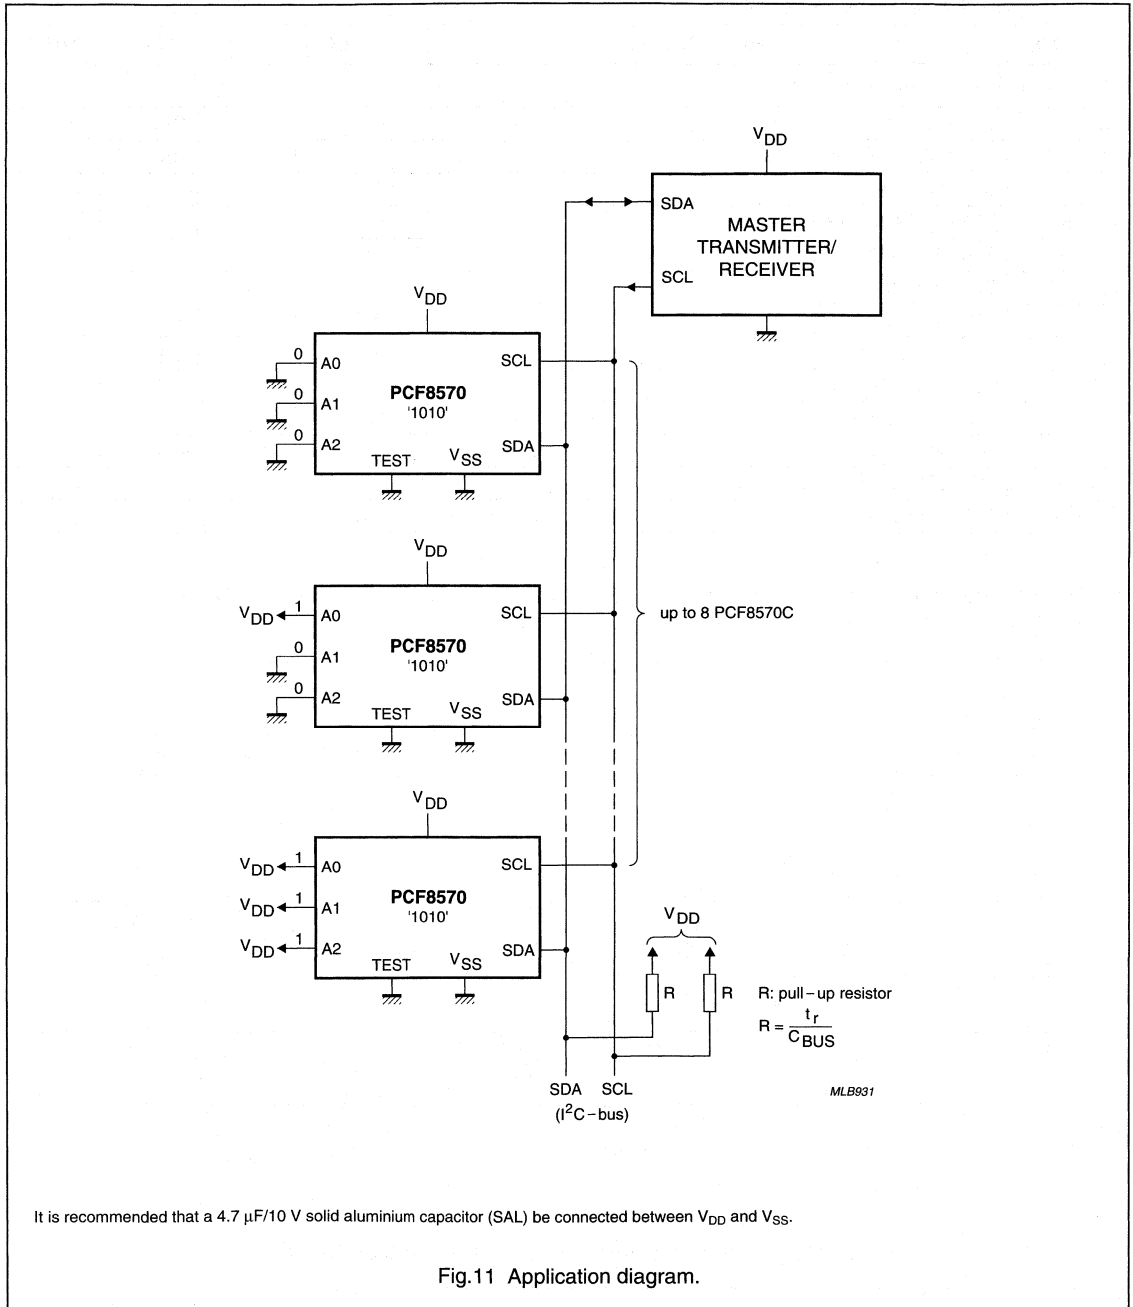 VDD
SDA
MASTER
TRANSMITTER/
RECEIVER
SCL
VDD
0 A0
0 A1
0 A2
SCL
PCF8570
'1010'
SDA
TEST VSS
VDD
VDD 1 A0
0 A1
0 A2
SCL
PCF8570
'1010'
SDA
TEST VSS
up to 8 PCF8570C
VDD
VDD 1 A0
VDD 1 A1
VDD 1 A2
SCL
PCF8570
'1010'
SDA
TEST VSS
VDD
R R
R: pull-up resistor
R = tr / CBUS
SDA SCL
(I²C-bus)
MLB931
It is recommended that a 4.7 µF/10 V solid aluminium capacitor (SAL) be connected between VDD and VSS.
Fig.11 Application diagram.